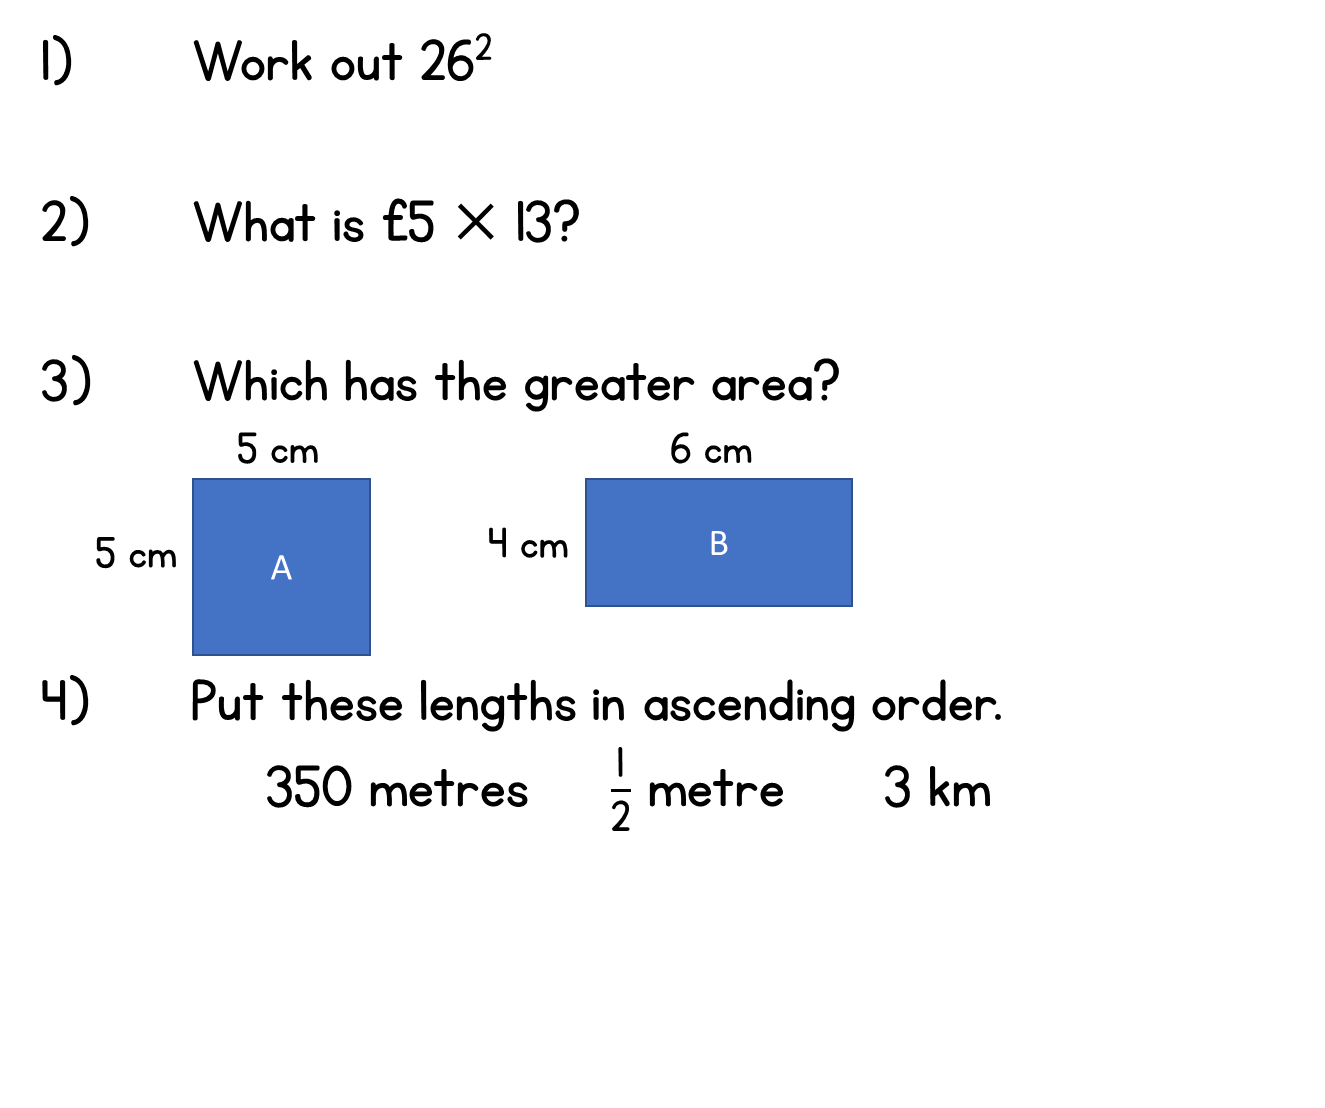 1) Work out 26²
2) What is £5 × 13?
3) Which has the greater area?
5 cm 6 cm
5 cm A 4 cm B
4) Put these lengths in ascending order.
350 metres 1/2 metre 3 km